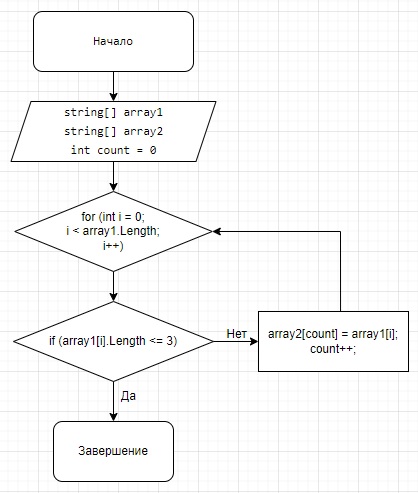 Начало
string[] array1
string[] array2
int count = 0
for (int i = 0;
i < array1.Length;
i++)
if (array1[i].Length <= 3)
Нет
array2[count] = array1[i];
count++;
Да
Завершение